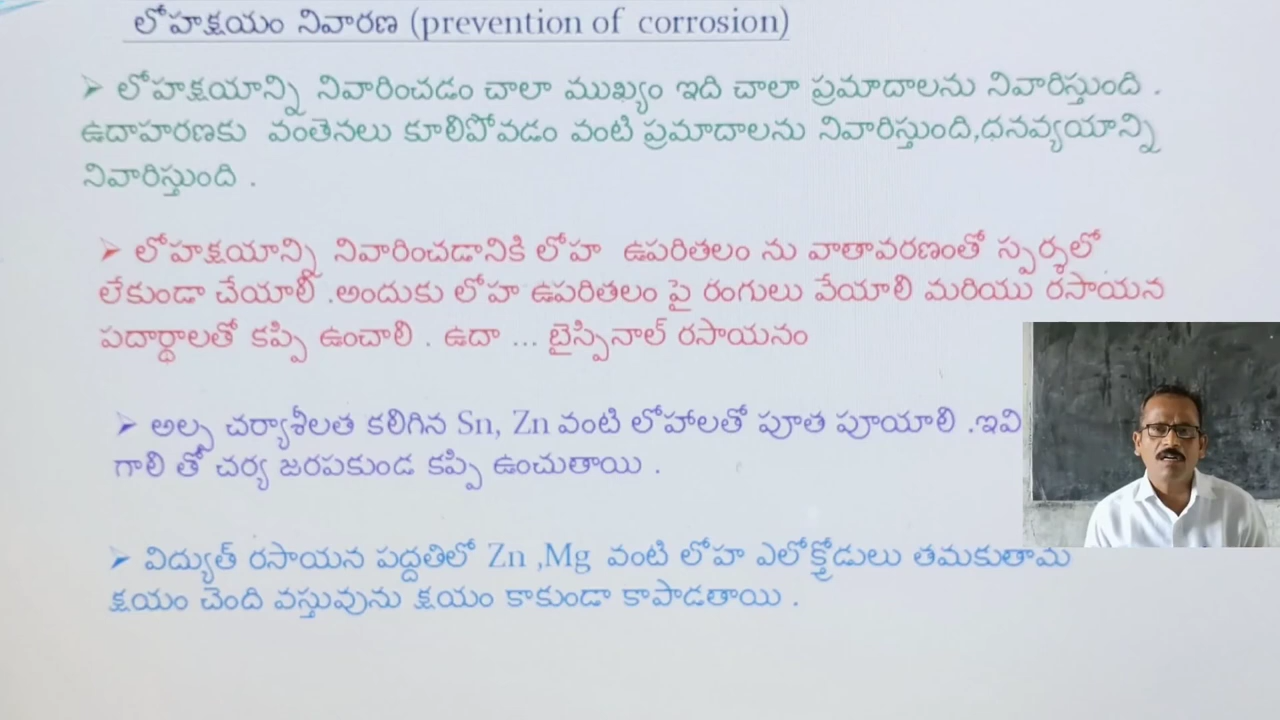 లోహక్షయం నివారణ (prevention of corrosion)
➢ లోహక్షయాన్ని నివారించడం చాలా ముఖ్యం ఇది చాలా ప్రమాదాలను నివారిస్తుంది .
ఉదాహరణకు వంతెనలు కూలిపోవడం వంటి ప్రమాదాలను నివారిస్తుంది,ధనవ్యయాన్ని
నివారిస్తుంది .
➢ లోహక్షయాన్ని నివారించడానికి లోహ ఉపరితలం ను వాతావరణంతో స్పర్శలో
లేకుండా చేయాలి .అందుకు లోహ ఉపరితలం పై రంగులు వేయాలి మరియు రసాయన
పదార్థాలతో కప్పి ఉంచాలి . ఉదా ... బైస్పినాల్ రసాయనం
➢ అల్ప చర్యాశీలత కలిగిన Sn, Zn వంటి లోహాలతో పూత పూయాలి .ఇవి
గాలి తో చర్య జరపకుండ కప్పి ఉంచుతాయి .
➢ విద్యుత్ రసాయన పద్దతిలో Zn ,Mg వంటి లోహ ఎలోక్ట్రోడులు తమకుతామ
క్షయం చెంది వస్తువును క్షయం కాకుండా కాపాడతాయి .